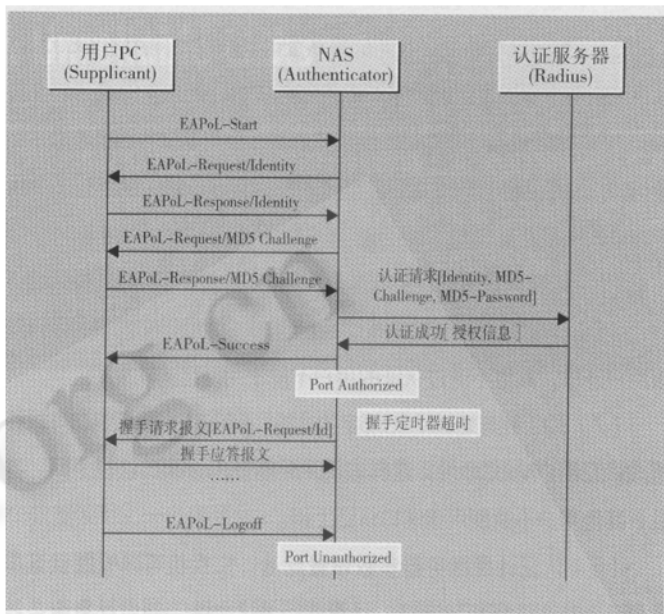 用户PC
(Supplicant)
NAS
(Authenticator)
认证服务器
(Radius)
EAPoL-Start
EAPoL-Request/Identity
EAPoL-Response/Identity
EAPoL-Request/MD5 Challenge
EAPoL-Response/MD5 Challenge
认证请求[Identity, MD5-
Challenge, MD5-Password]
认证成功[授权信息]
EAPoL-Success
Port Authorized
握手定时器超时
握手请求报文[EAPoL-Request/Id]
握手应答报文
……
EAPoL-Logoff
Port Unauthorized
org.cn